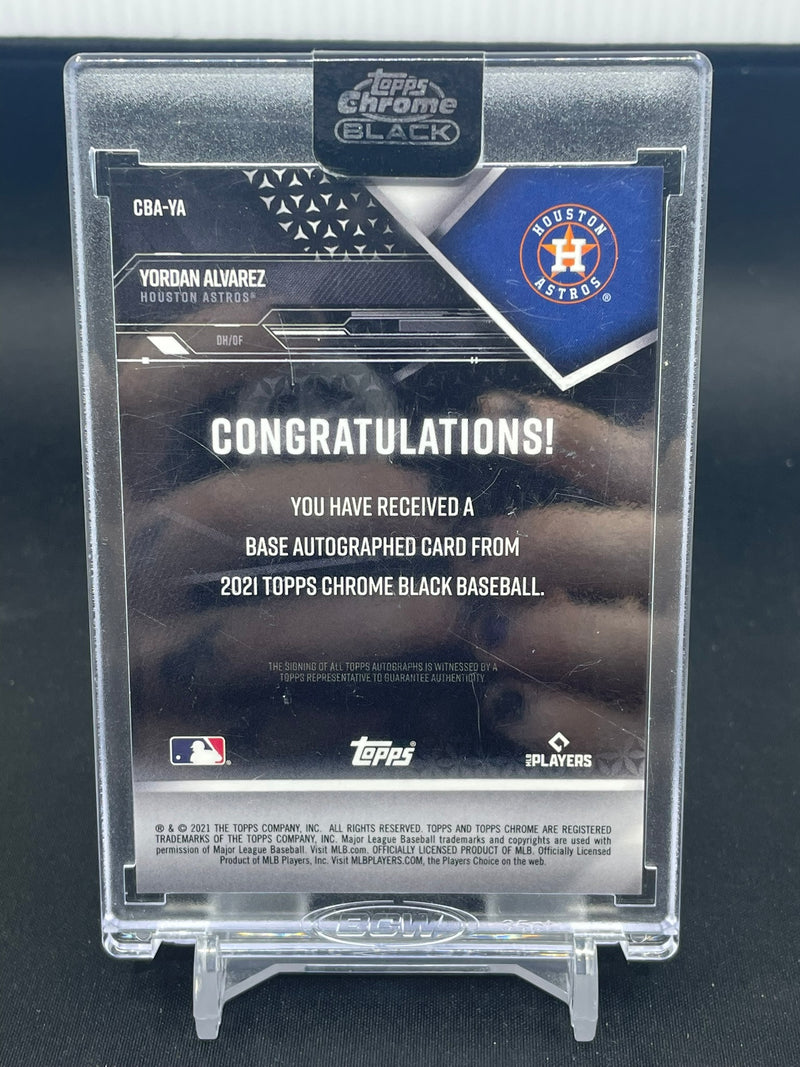 Topps
Chrome
BLACK
CBA-YA
HOUSTON
H
ASTROS
®
YORDAN ALVAREZ
HOUSTON ASTROS®
DH/OF
CONGRATULATIONS!
YOU HAVE RECEIVED A
BASE AUTOGRAPHED CARD FROM
2021 TOPPS CHROME BLACK BASEBALL.
THE SIGNING OF ALL TOPPS AUTOGRAPHS IS WITNESSED BY A
TOPPS REPRESENTATIVE TO GUARANTEE AUTHENTICITY
topps®
MLB PLAYERS
® & © 2021 THE TOPPS COMPANY, INC. ALL RIGHTS RESERVED. TOPPS AND TOPPS CHROME ARE REGISTERED
TRADEMARKS OF THE TOPPS COMPANY, INC. Major League Baseball trademarks and copyrights are used with
permission of Major League Baseball. Visit MLB.com. OFFICIALLY LICENSED PRODUCT OF MLB. Officially Licensed
Product of MLB Players, Inc. Visit MLBPLAYERS.COM, the Players Choice on the web.
BCW